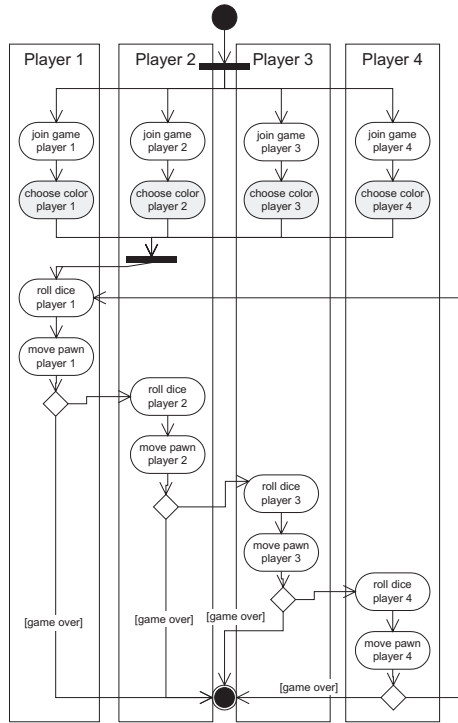 Player 1
Player 2
Player 3
Player 4
join game
player 1
join game
player 2
join game
player 3
join game
player 4
choose color
player 1
choose color
player 2
choose color
player 3
choose color
player 4
roll dice
player 1
move pawn
player 1
roll dice
player 2
move pawn
player 2
roll dice
player 3
move pawn
player 3
roll dice
player 4
[game over]
[game over]
[game over]
move pawn
player 4
[game over]